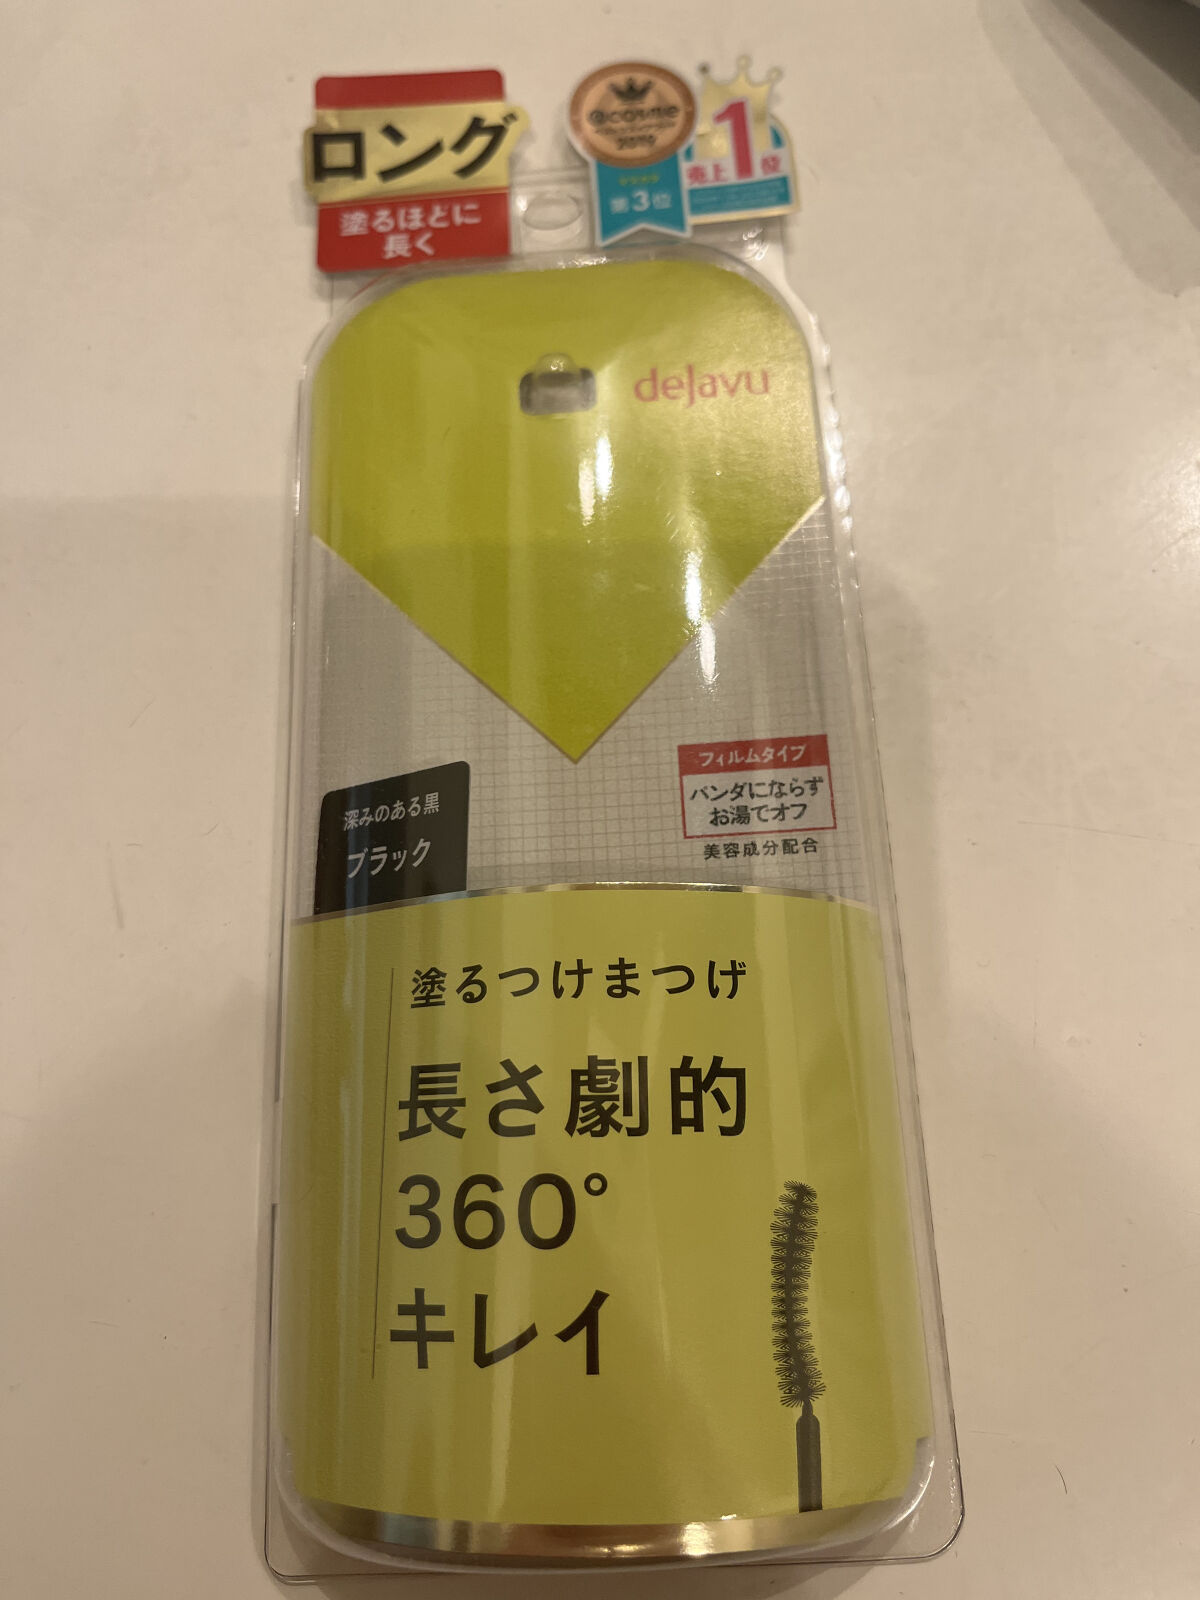 ロング
塗るほどに
長く
@cosme
2019
第3位
1
売上 位
dejavu
フィルムタイプ
パンダにならず
お湯でオフ
美容成分配合
深みのある黒
ブラック
塗るつけまつげ
長さ劇的
360°
キレイ